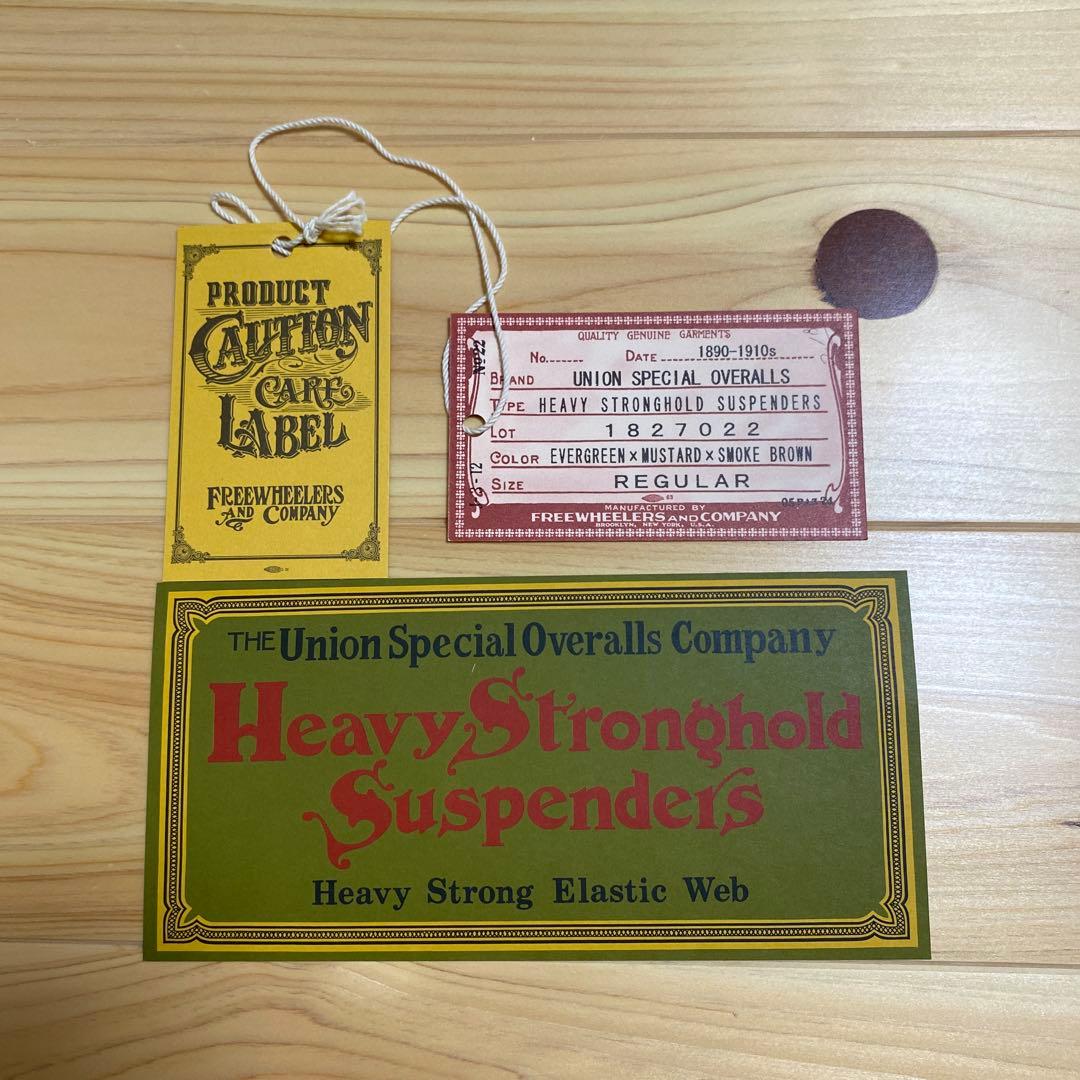 PRODUCT
CAUTION
CARE
LABEL
FREEWHEELERS
AND COMPANY
QUALITY GENUINE GARMENTS
No....... DATE 1890-1910s
BRAND UNION SPECIAL OVERALLS
TYPE HEAVY STRONGHOLD SUSPENDERS
LOT 1827022
COLOR EVERGREEN×MUSTARD×SMOKE BROWN
SIZE REGULAR
MANUFACTURED BY
FREEWHEELERS AND COMPANY
BROOKLYN, NEW YORK, U.S.A.
No 22
THE Union Special Overalls Company
Heavy Stronghold
Suspenders
Heavy Strong Elastic Web